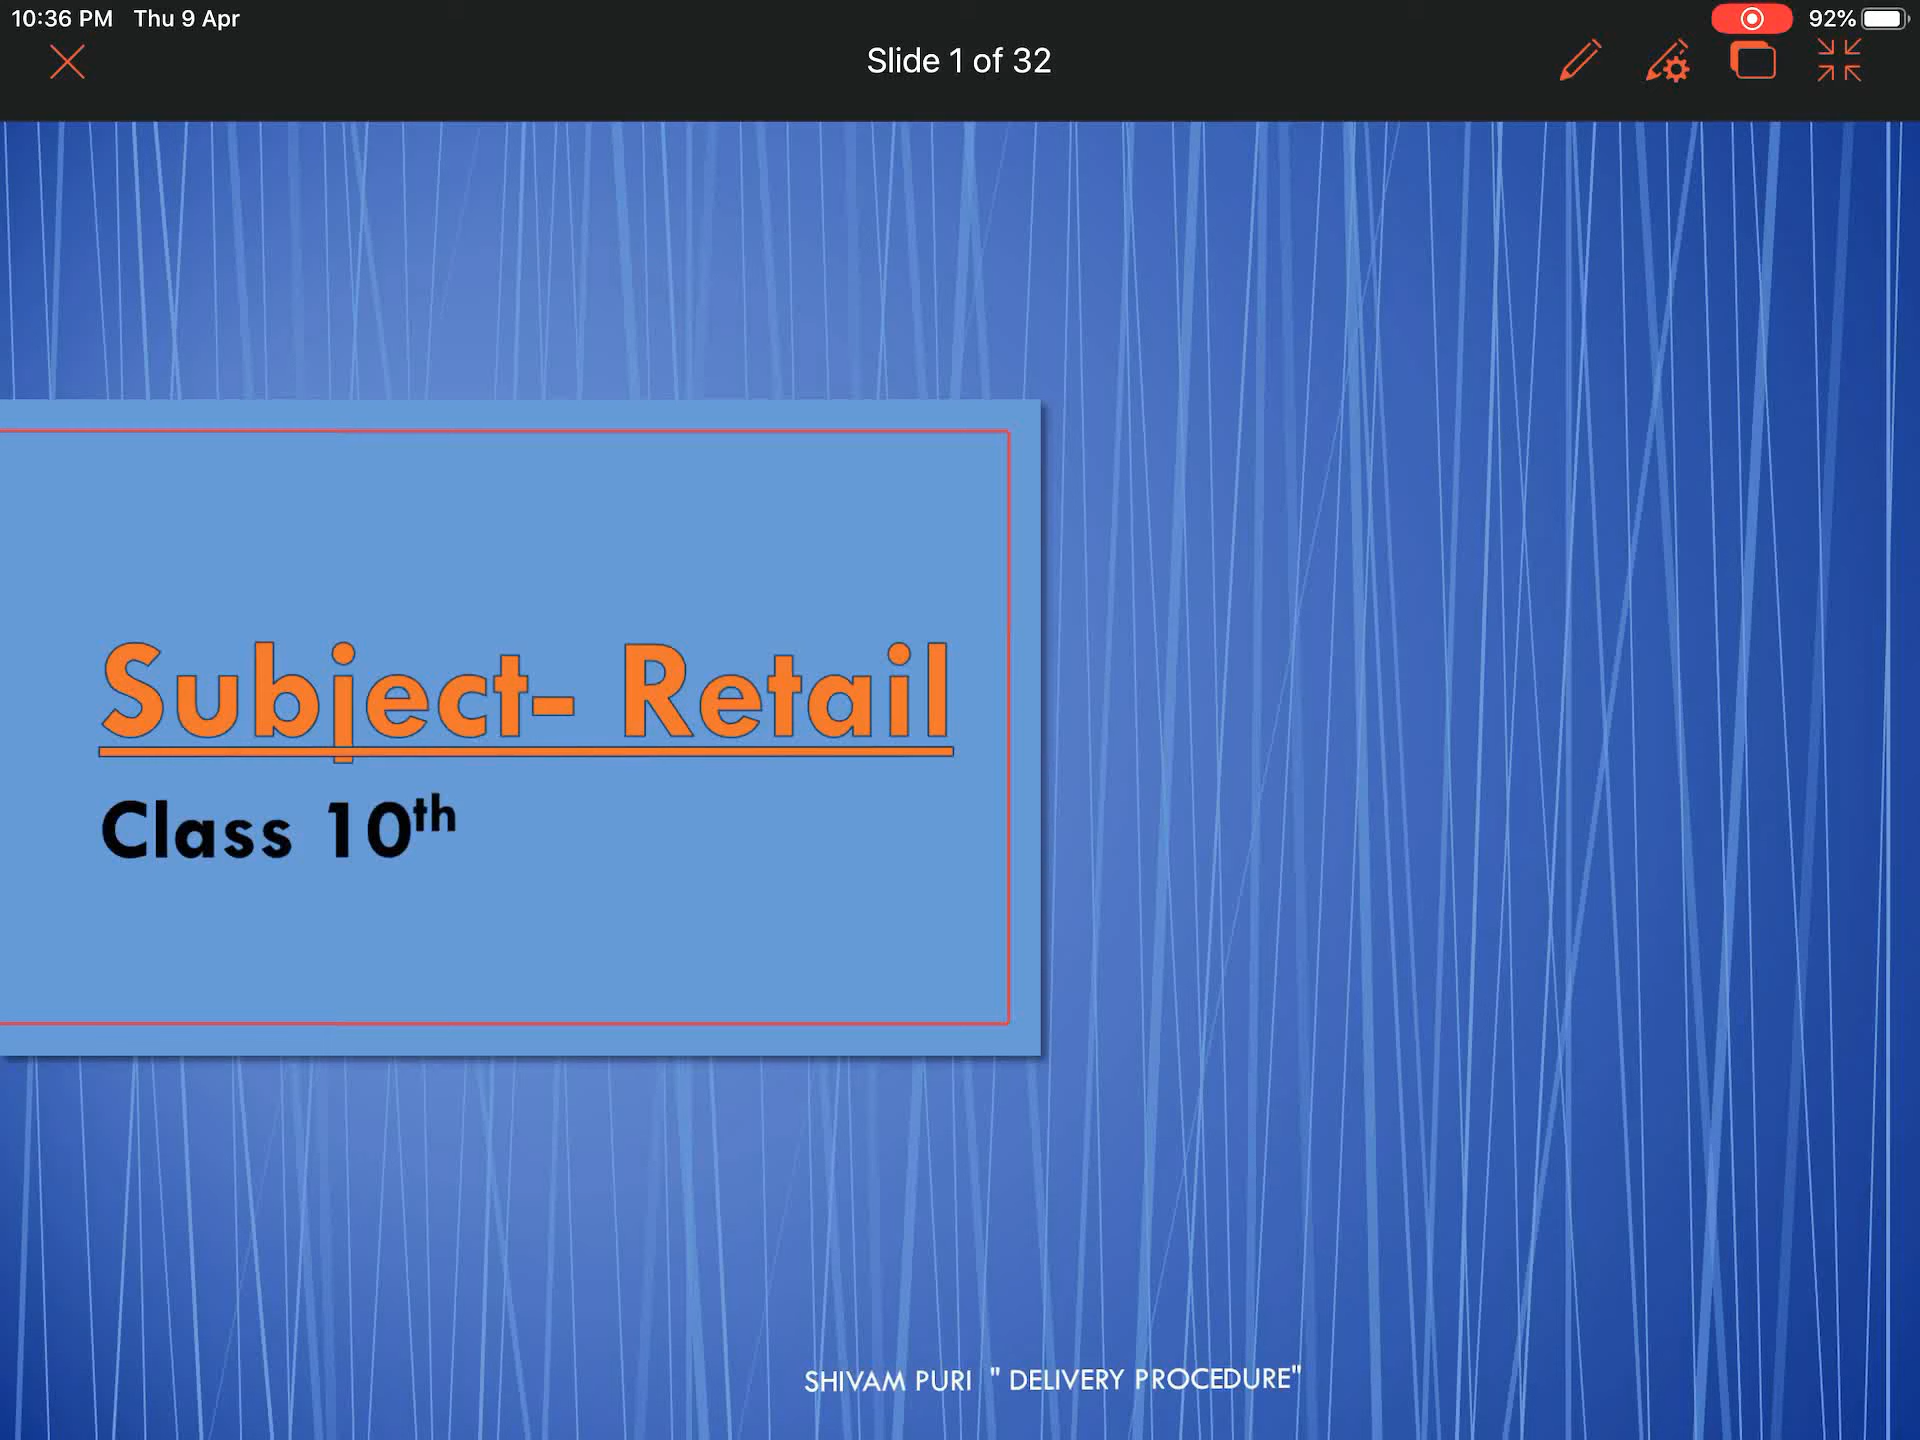 10:36 PM Thu 9 Apr
92%
Slide 1 of 32
Subject- Retail
Class 10th
SHIVAM PURI " DELIVERY PROCEDURE"